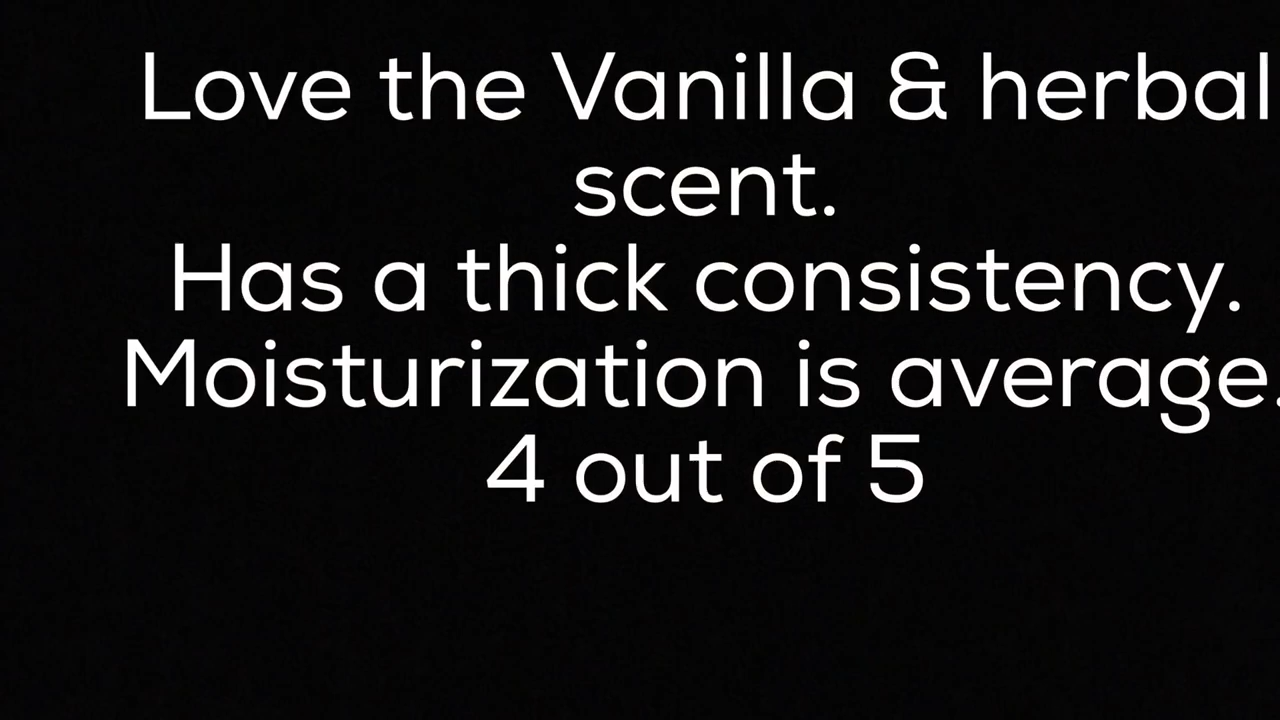 Love the Vanilla & herbal
scent.
Has a thick consistency.
Moisturization is average.
4 out of 5